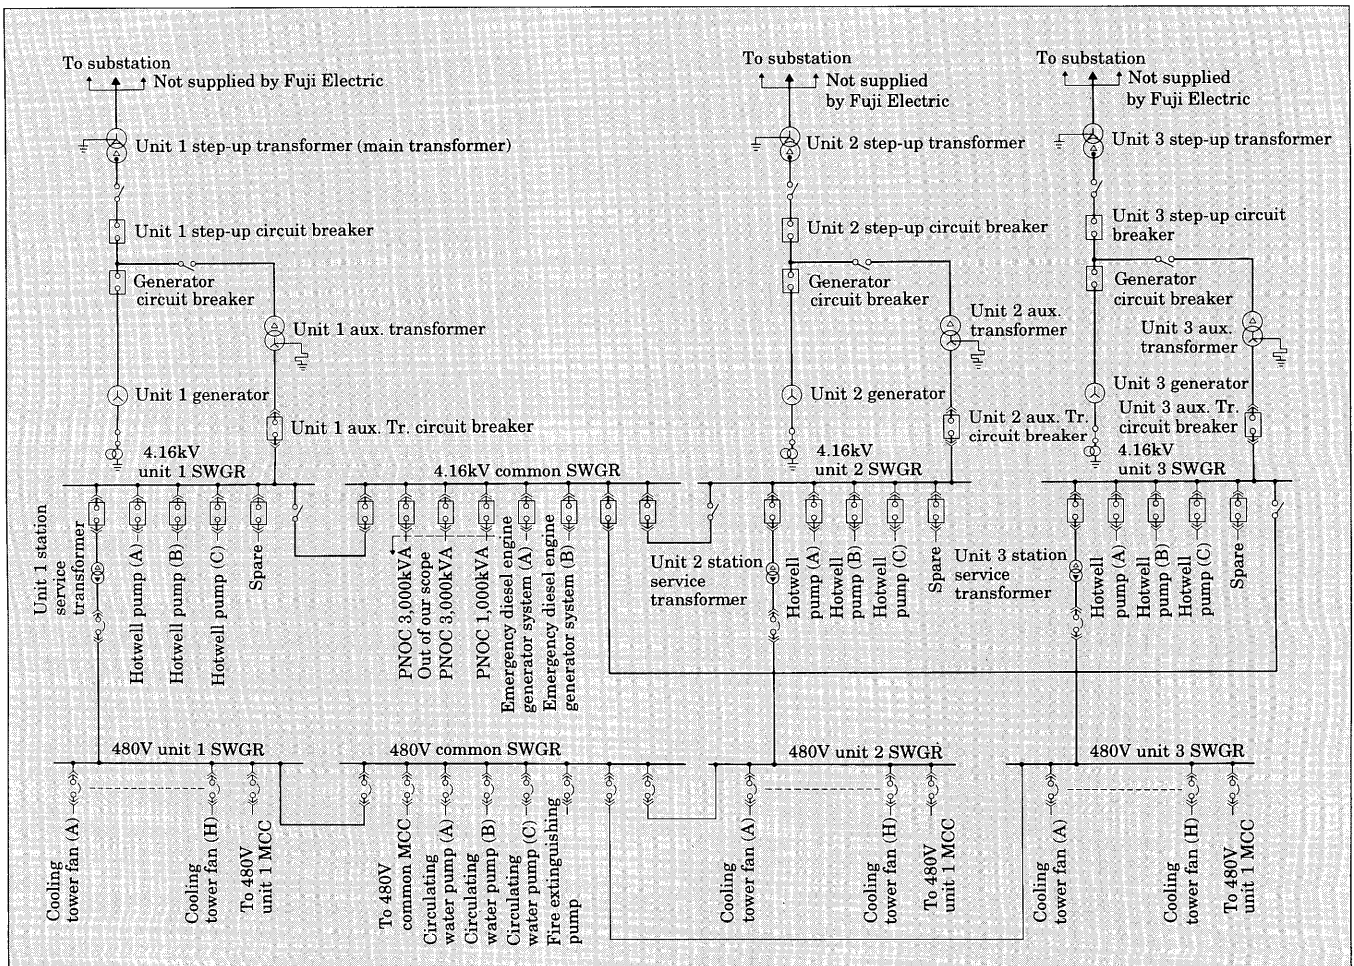 To substation
Not supplied by Fuji Electric
Unit 1 step-up transformer (main transformer)
Unit 1 step-up circuit breaker
Generator
circuit breaker
Unit 1 aux. transformer
Unit 1 generator
Unit 1 aux. Tr. circuit breaker
4.16kV
unit 1 SWGR
To substation
Not supplied
by Fuji Electric
Unit 2 step-up transformer
Unit 2 step-up circuit breaker
Generator
circuit breaker
Unit 2 aux.
transformer
Unit 2 generator
Unit 2 aux. Tr.
circuit breaker
4.16kV
unit 2 SWGR
To substation
Not supplied
by Fuji Electric
Unit 3 step-up transformer
Unit 3 step-up circuit
breaker
Generator
circuit breaker
Unit 3 aux.
transformer
Unit 3 generator
Unit 3 aux. Tr.
circuit breaker
4.16kV
unit 3 SWGR
4.16kV common SWGR
Unit 1 station
service
transformer
Hotwell pump (A)
Hotwell pump (B)
Hotwell pump (C)
Spare
PNOC 3,000kVA
Out of our scope
PNOC 3,000kVA
PNOC 1,000kVA
Emergency diesel engine
generator system (A)
Emergency diesel engine
generator system (B)
Unit 2 station
service
transformer
Hotwell
pump (A)
Hotwell
pump (B)
Hotwell
pump (C)
Spare
Unit 3 station
service
transformer
Hotwell
pump (A)
Hotwell
pump (B)
Hotwell
pump (C)
Spare
480V unit 1 SWGR
480V common SWGR
480V unit 2 SWGR
480V unit 3 SWGR
Cooling
tower fan (A)
Cooling
tower fan (H)
To 480V
unit 1 MCC
To 480V
common MCC
Circulating
water pump (A)
Circulating
water pump (B)
Circulating
water pump (C)
Fire extinguishing
pump
Cooling
tower fan (A)
Cooling
tower fan (H)
To 480V
unit 1 MCC
Cooling
tower fan (A)
Cooling
tower fan (H)
To 480V
unit 1 MCC